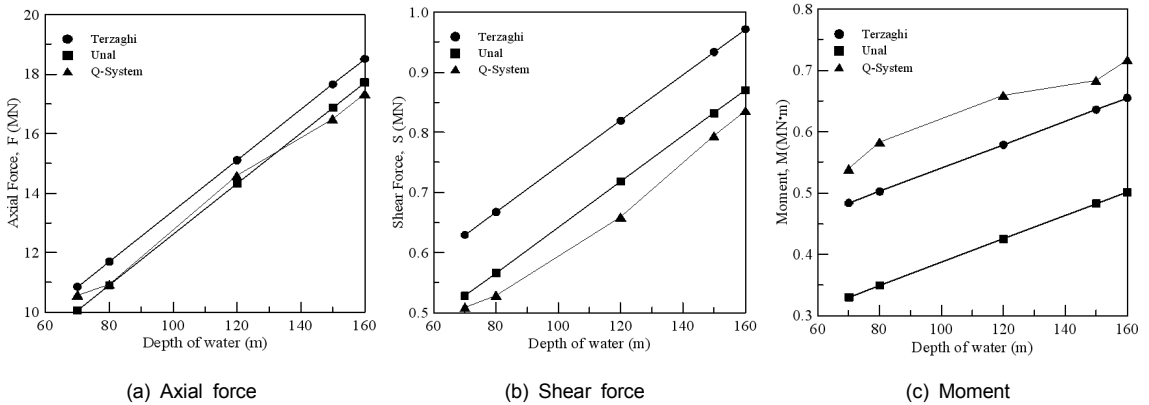 20
18
16
14
12
10
Axial Force, F (MN)
Terzaghi
Unal
Q-System
60 80 100 120 140 160
Depth of water (m)
(a) Axial force
1.0
0.9
0.8
0.7
0.6
0.5
Shear Force, S (MN)
Terzaghi
Unal
Q-System
60 80 100 120 140 160
Depth of water (m)
(b) Shear force
0.8
0.7
0.6
0.5
0.4
0.3
Moment, M(MN·m)
Terzaghi
Unal
Q-System
60 80 100 120 140 160
Depth of water (m)
(c) Moment